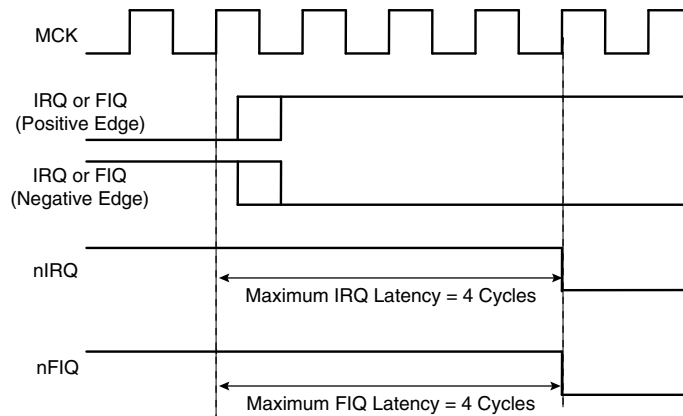 MCK
IRQ or FIQ
(Positive Edge)
IRQ or FIQ
(Negative Edge)
nIRQ
Maximum IRQ Latency = 4 Cycles
nFIQ
Maximum FIQ Latency = 4 Cycles